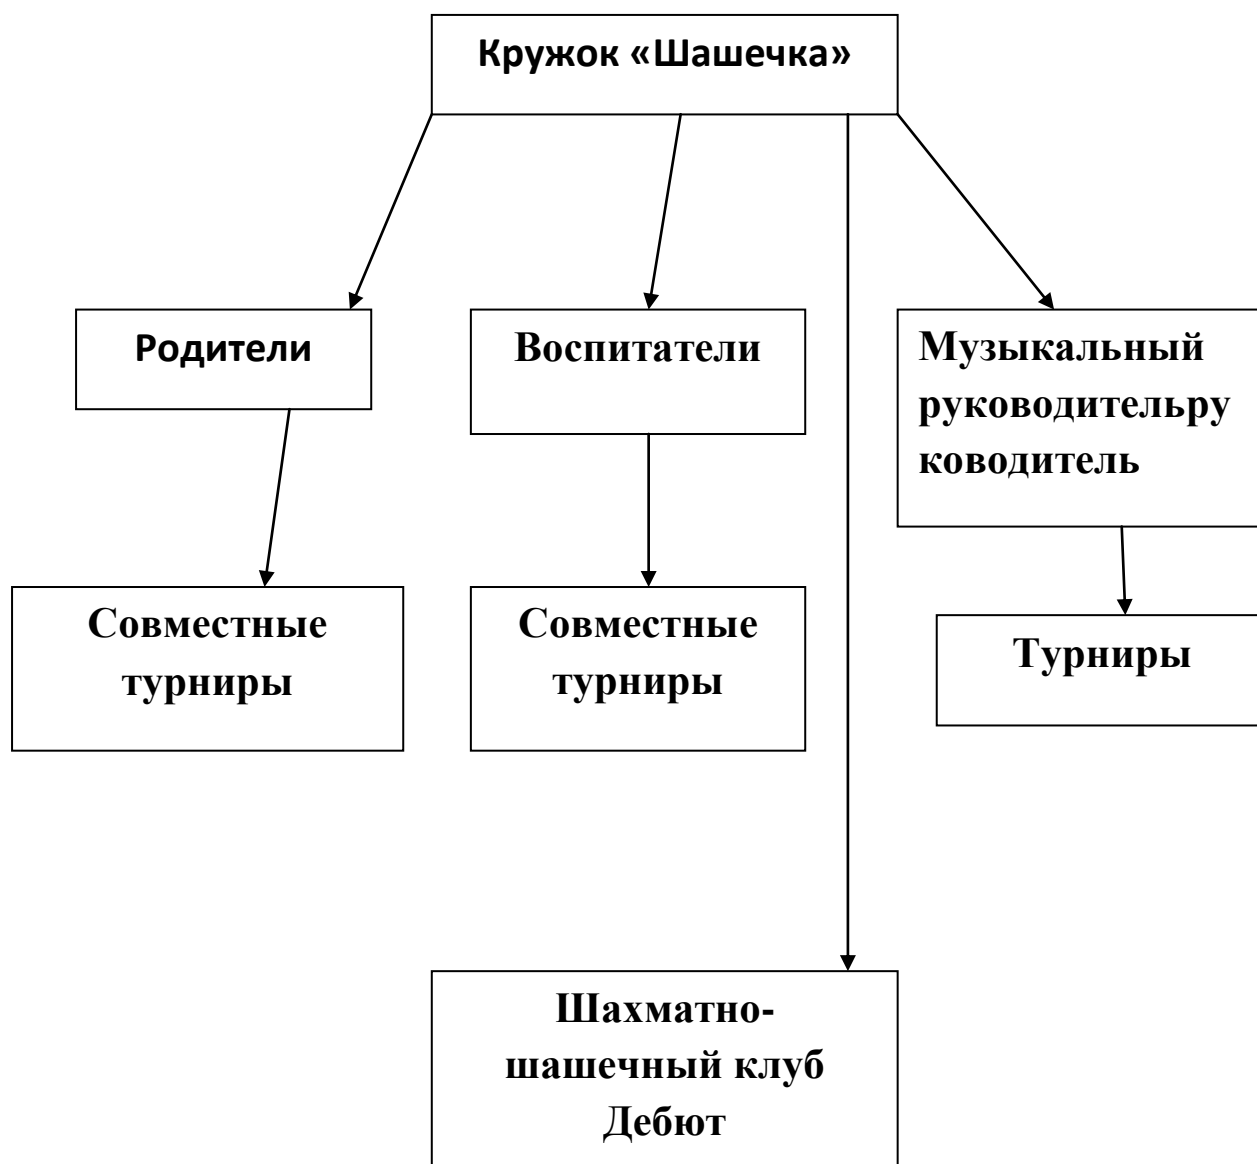 Кружок «Шашечка»
Родители
Воспитатели
Музыкальный
руководительру
ководитель
Совместные
турниры
Совместные
турниры
Турниры
Шахматно-
шашечный клуб
Дебют